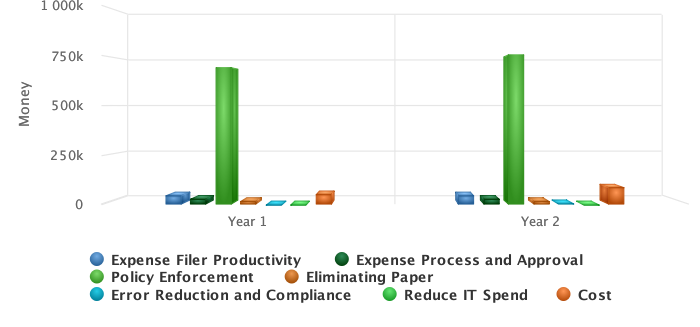 1 000k
750k
500k
250k
0
Money
Year 1
Year 2
Expense Filer Productivity
Expense Process and Approval
Policy Enforcement
Eliminating Paper
Error Reduction and Compliance
Reduce IT Spend
Cost